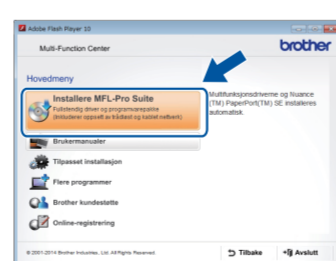 Adobe Flash Player 10
Multi-Function Center
brother
Hovedmeny
Installere MFL-Pro Suite
Fullstendig driver og programvarepakke
(Inkluderer oppsett av trådløst og kablet nettverk)
Multifunksjonsdriverne og Nuance
(TM) PaperPort(TM) SE installeres
automatisk.
Brukermanualer
Tilpasset installasjon
Flere programmer
Brother kundestøtte
Online-registrering
© 2001-2014 Brother Industries, Ltd. All Rights Reserved.
Tilbake
Avslutt